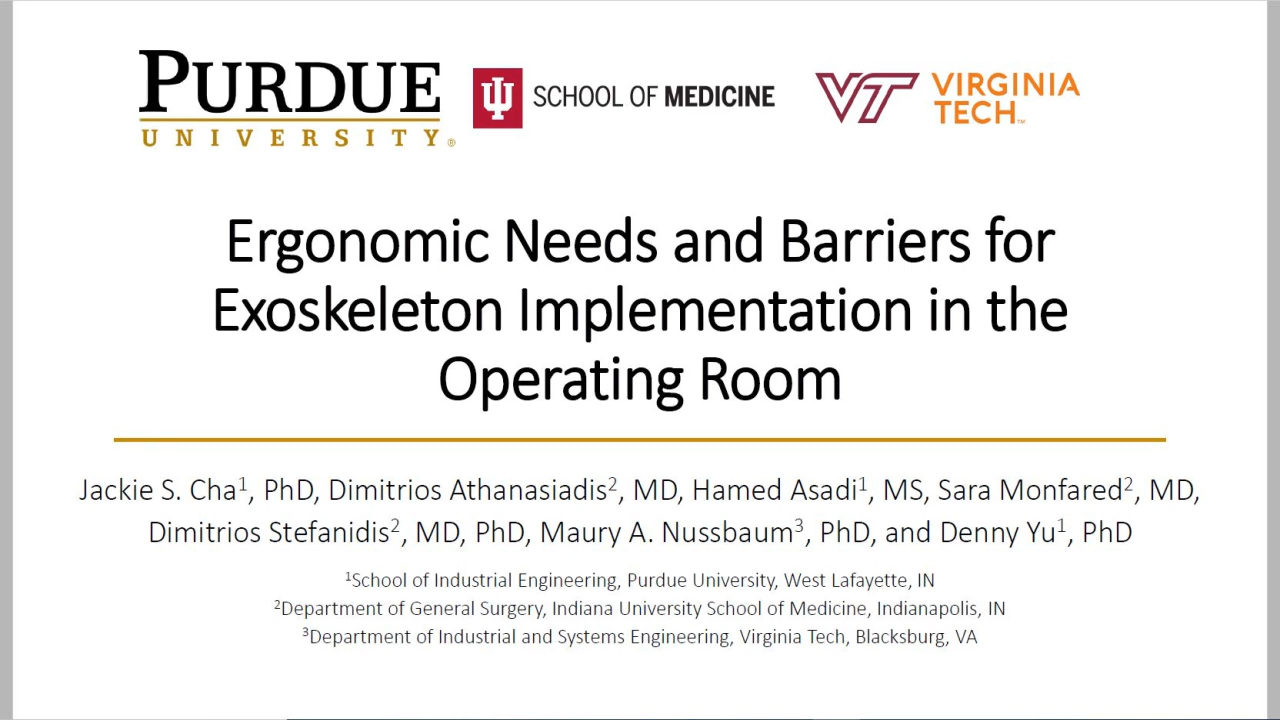 PURDUE
UNIVERSITY®
SCHOOL OF MEDICINE
VT VIRGINIA
TECH™
Ergonomic Needs and Barriers for
Exoskeleton Implementation in the
Operating Room
Jackie S. Cha¹, PhD, Dimitrios Athanasiadis², MD, Hamed Asadi¹, MS, Sara Monfared², MD,
Dimitrios Stefanidis², MD, PhD, Maury A. Nussbaum³, PhD, and Denny Yu¹, PhD
¹School of Industrial Engineering, Purdue University, West Lafayette, IN
²Department of General Surgery, Indiana University School of Medicine, Indianapolis, IN
³Department of Industrial and Systems Engineering, Virginia Tech, Blacksburg, VA